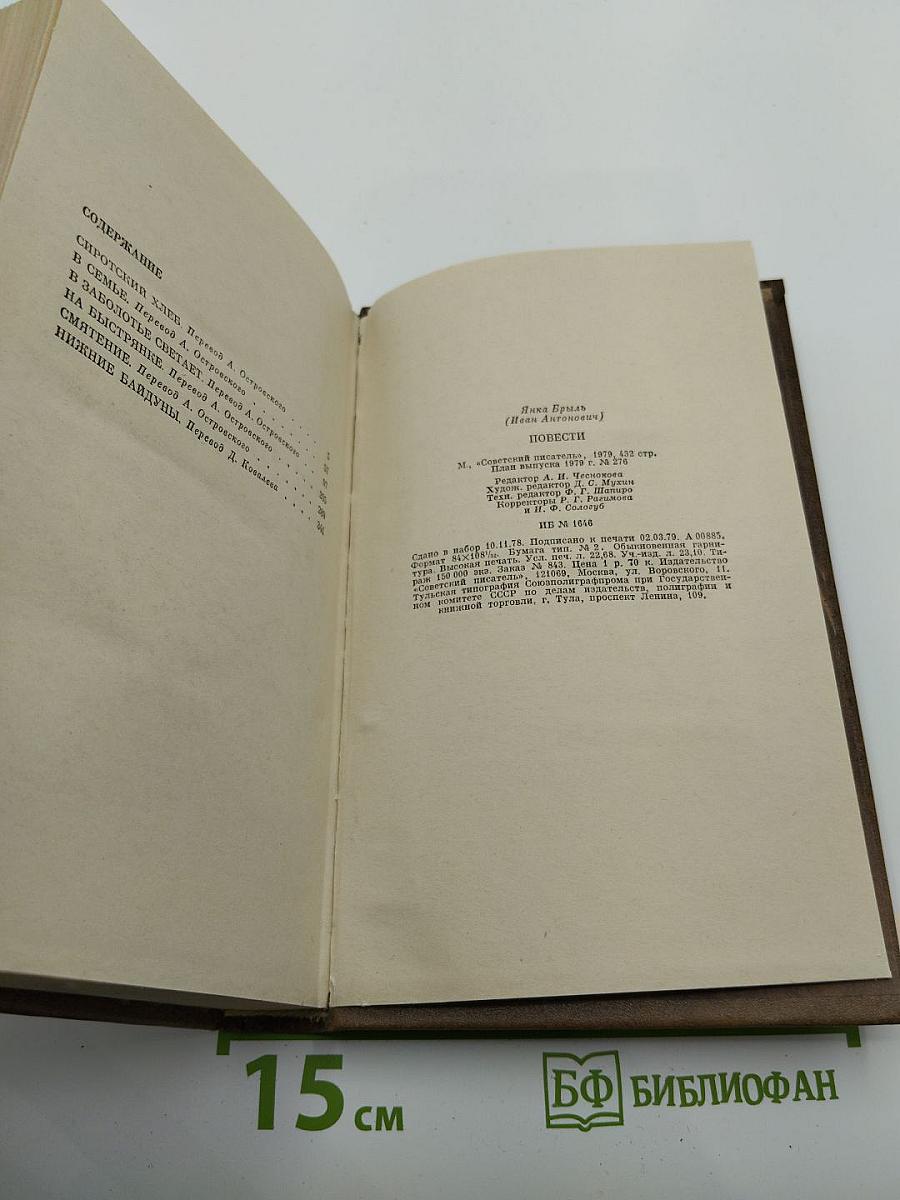 СОДЕРЖАНИЕ
СИРОТСКИЙ ХЛЕБ. Перевод А. Островского
В СЕМЬЕ. Перевод А. Островского
В ЗАБОЛОТЬЕ СВЕТАЕТ. Перевод А. Островского
НА БЫСТРЯНКЕ. Перевод А. Островского
СМЯТЕНИЕ. Перевод А. Островского
НИЖНИЕ БАЙДУНЫ. Перевод Д. Ковалева
Янка Брыль
(Иван Антонович)
ПОВЕСТИ
М., «Советский писатель», 1979, 432 стр.
План выпуска 1979 г. № 276
Редактор А. И. Чеснокова
Худож. редактор Д. С. Мухин
Техн. редактор Ф. Г. Шапиро
Корректоры Р. Г. Рагимова
и И. Ф. Сологуб
ИБ № 1646
Сдано в набор 10.11.78. Подписано к печати 02.03.79. А 00885.
Формат 84×108¹/₃₂. Бумага тип. № 2. Обыкновенная гарни-
тура. Высокая печать. Усл. печ. л. 22,68. Уч.-изд. л. 23,10. Ти-
раж 150 000 экз. Заказ № 843. Цена 1 р. 70 к. Издательство
«Советский писатель», 121069, Москва, ул. Воровского, 11.
Тульская типография Союзполиграфпрома при Государствен-
ном комитете СССР по делам издательств, полиграфии и
книжной торговли, г. Тула, проспект Ленина, 109.
15 см
БФ БИБЛИОФАН